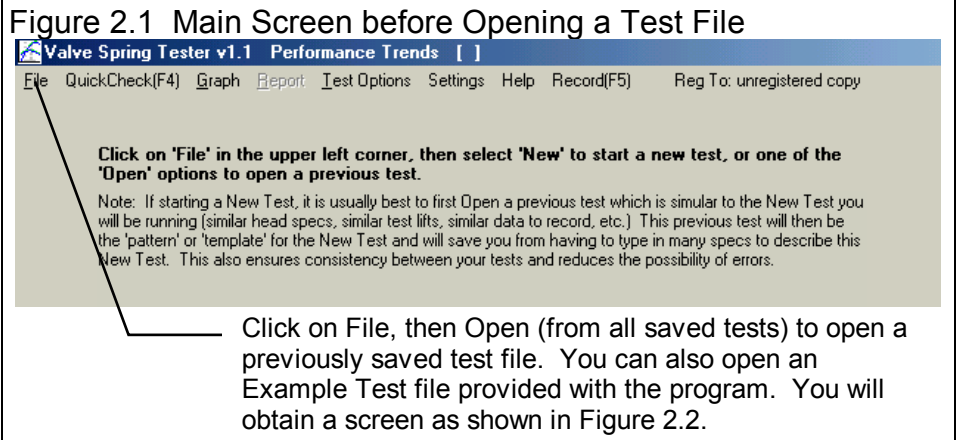 Figure 2.1  Main Screen before Opening a Test File
Valve Spring Tester v1.1   Performance Trends   [ ]
File   QuickCheck(F4)   Graph   Report   Test Options   Settings   Help   Record(F5)   Reg To: unregistered copy
Click on 'File' in the upper left corner, then select 'New' to start a new test, or one of the
'Open' options to open a previous test.
Note:  If starting a New Test, it is usually best to first Open a previous test which is simular to the New Test you
will be running (similar head specs, similar test lifts, similar data to record, etc.)  This previous test will then be
the 'pattern' or 'template' for the New Test and will save you from having to type in many specs to describe this
New Test.  This also ensures consistency between your tests and reduces the possibility of errors.
Click on File, then Open (from all saved tests) to open a
previously saved test file.  You can also open an
Example Test file provided with the program.  You will
obtain a screen as shown in Figure 2.2.